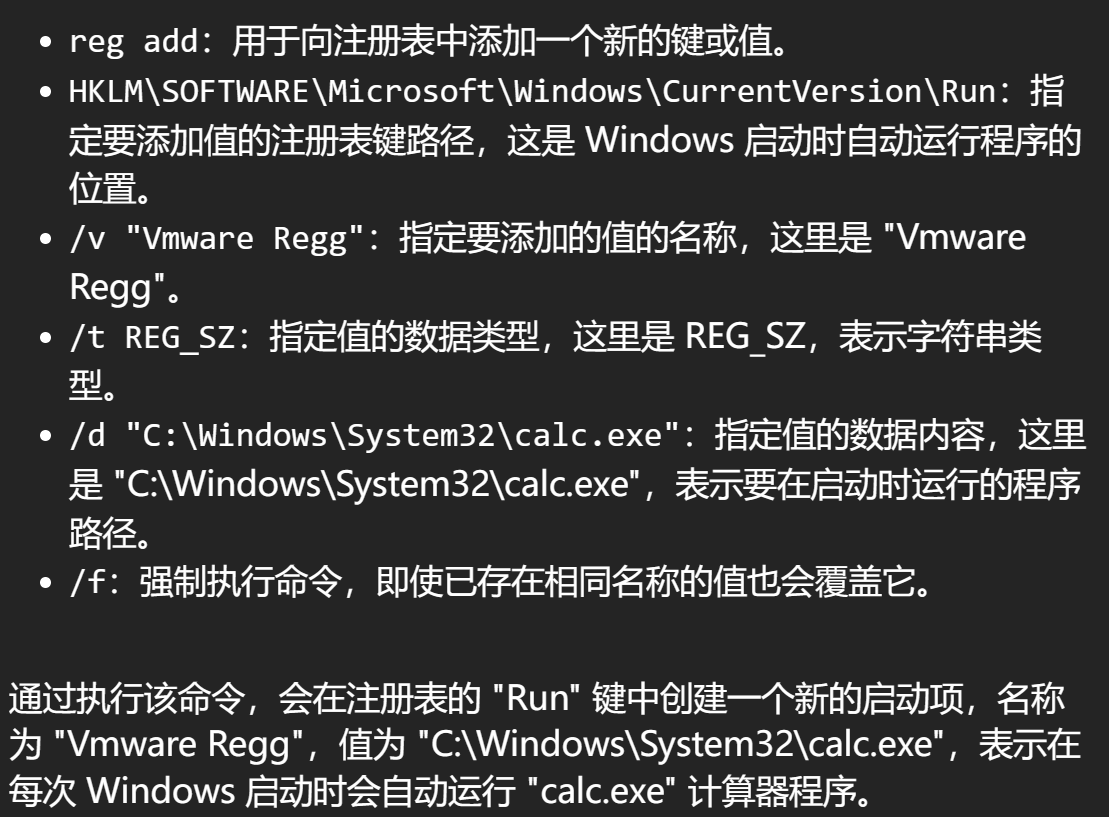 • reg add：用于向注册表中添加一个新的键或值。
• HKLM\SOFTWARE\Microsoft\Windows\CurrentVersion\Run：指
定要添加值的注册表键路径，这是 Windows 启动时自动运行程序的
位置。
• /v "Vmware Regg"：指定要添加的值的名称，这里是 "Vmware
Regg"。
• /t REG_SZ：指定值的数据类型，这里是 REG_SZ，表示字符串类
型。
• /d "C:\Windows\System32\calc.exe"：指定值的数据内容，这里
是 "C:\Windows\System32\calc.exe"，表示要在启动时运行的程序
路径。
• /f：强制执行命令，即使已存在相同名称的值也会覆盖它。
通过执行该命令，会在注册表的 "Run" 键中创建一个新的启动项，名称
为 "Vmware Regg"，值为 "C:\Windows\System32\calc.exe"，表示在
每次 Windows 启动时会自动运行 "calc.exe" 计算器程序。